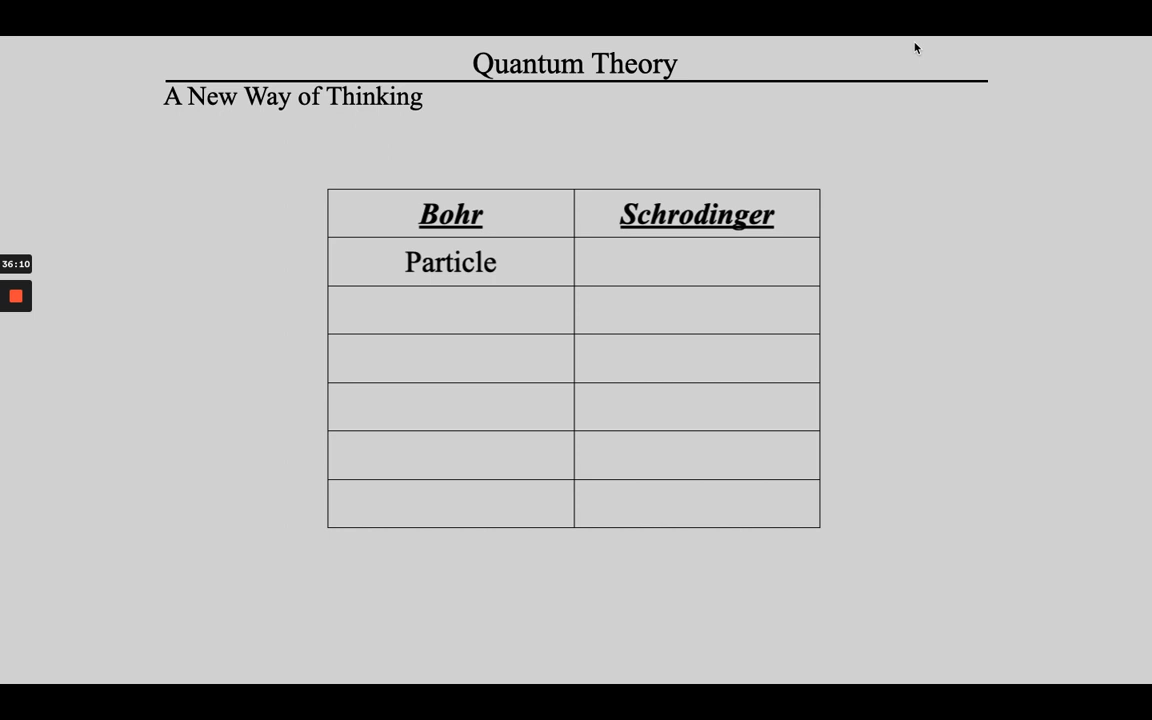 Quantum Theory
A New Way of Thinking
Bohr Schrodinger
Particle
36:10